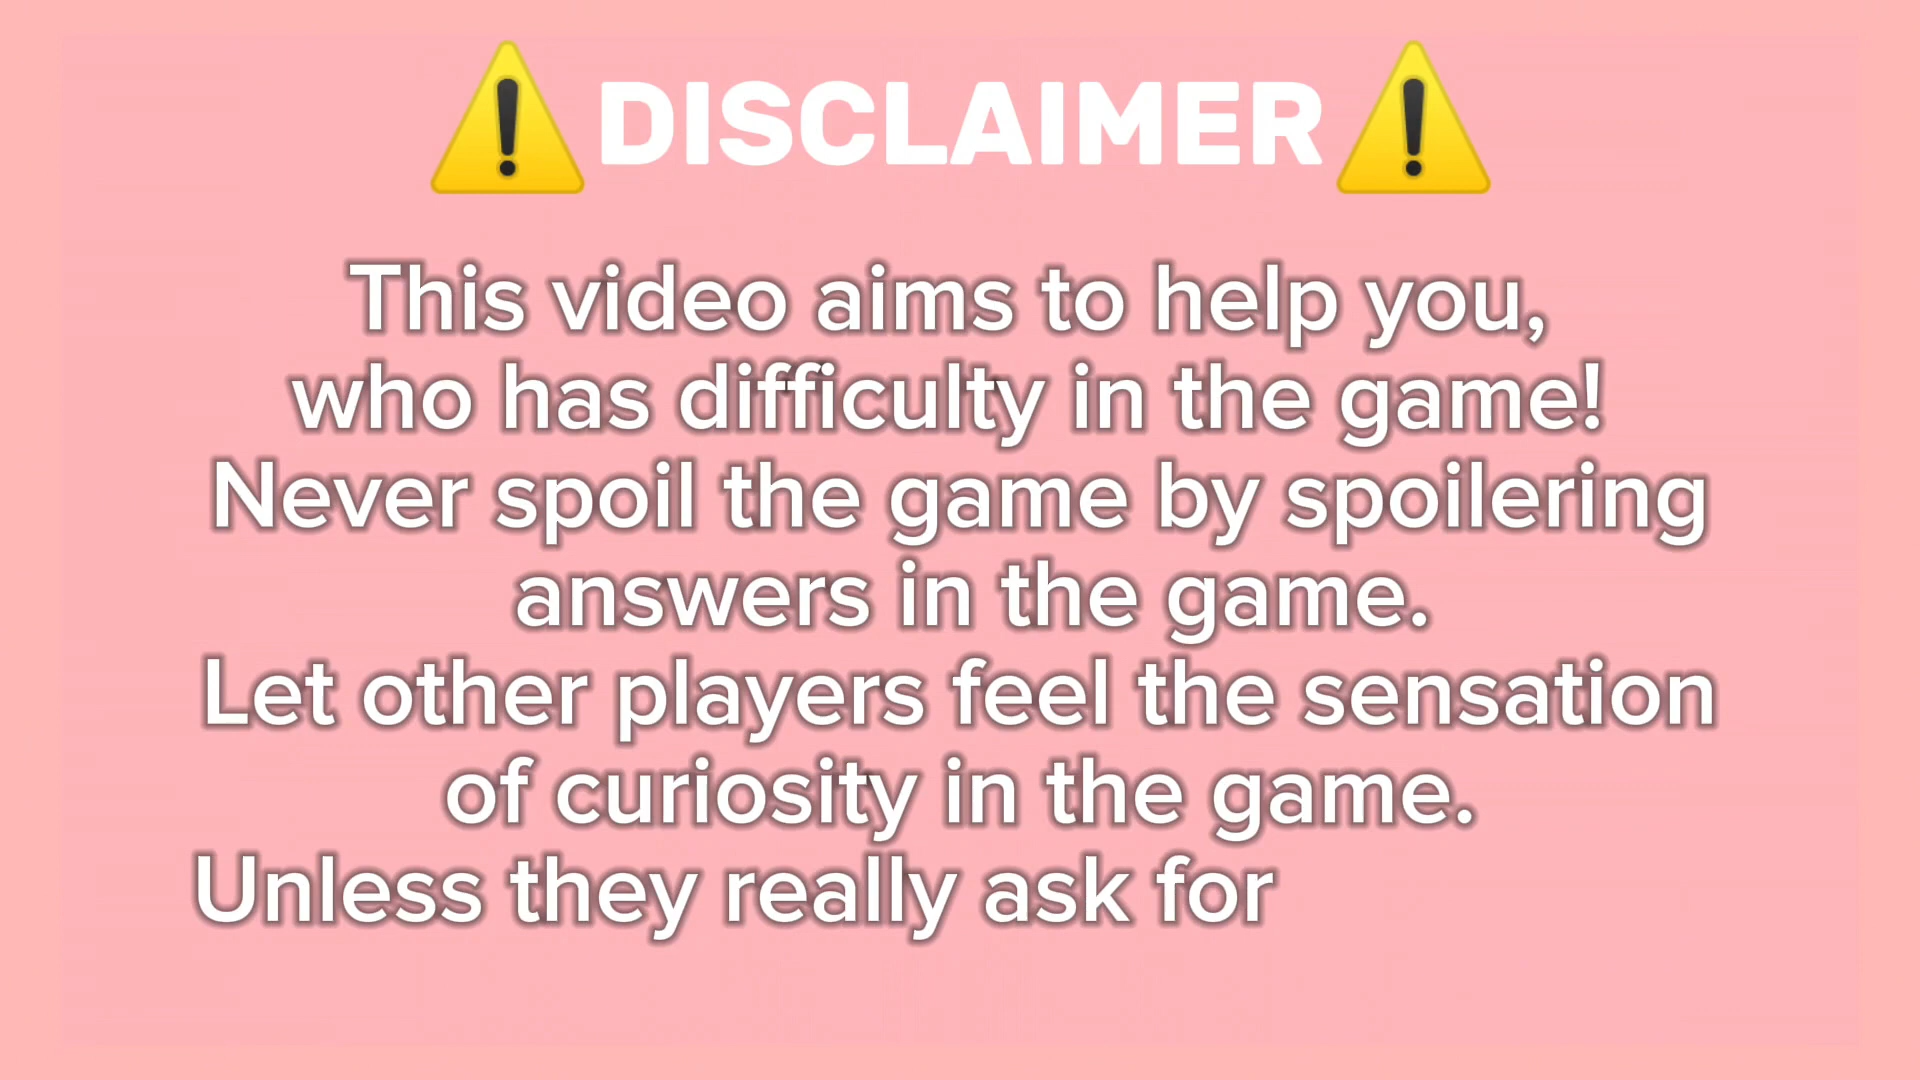 ⚠️DISCLAIMER⚠️
This video aims to help you,
who has difficulty in the game!
Never spoil the game by spoilering
answers in the game.
Let other players feel the sensation
of curiosity in the game.
Unless they really ask for